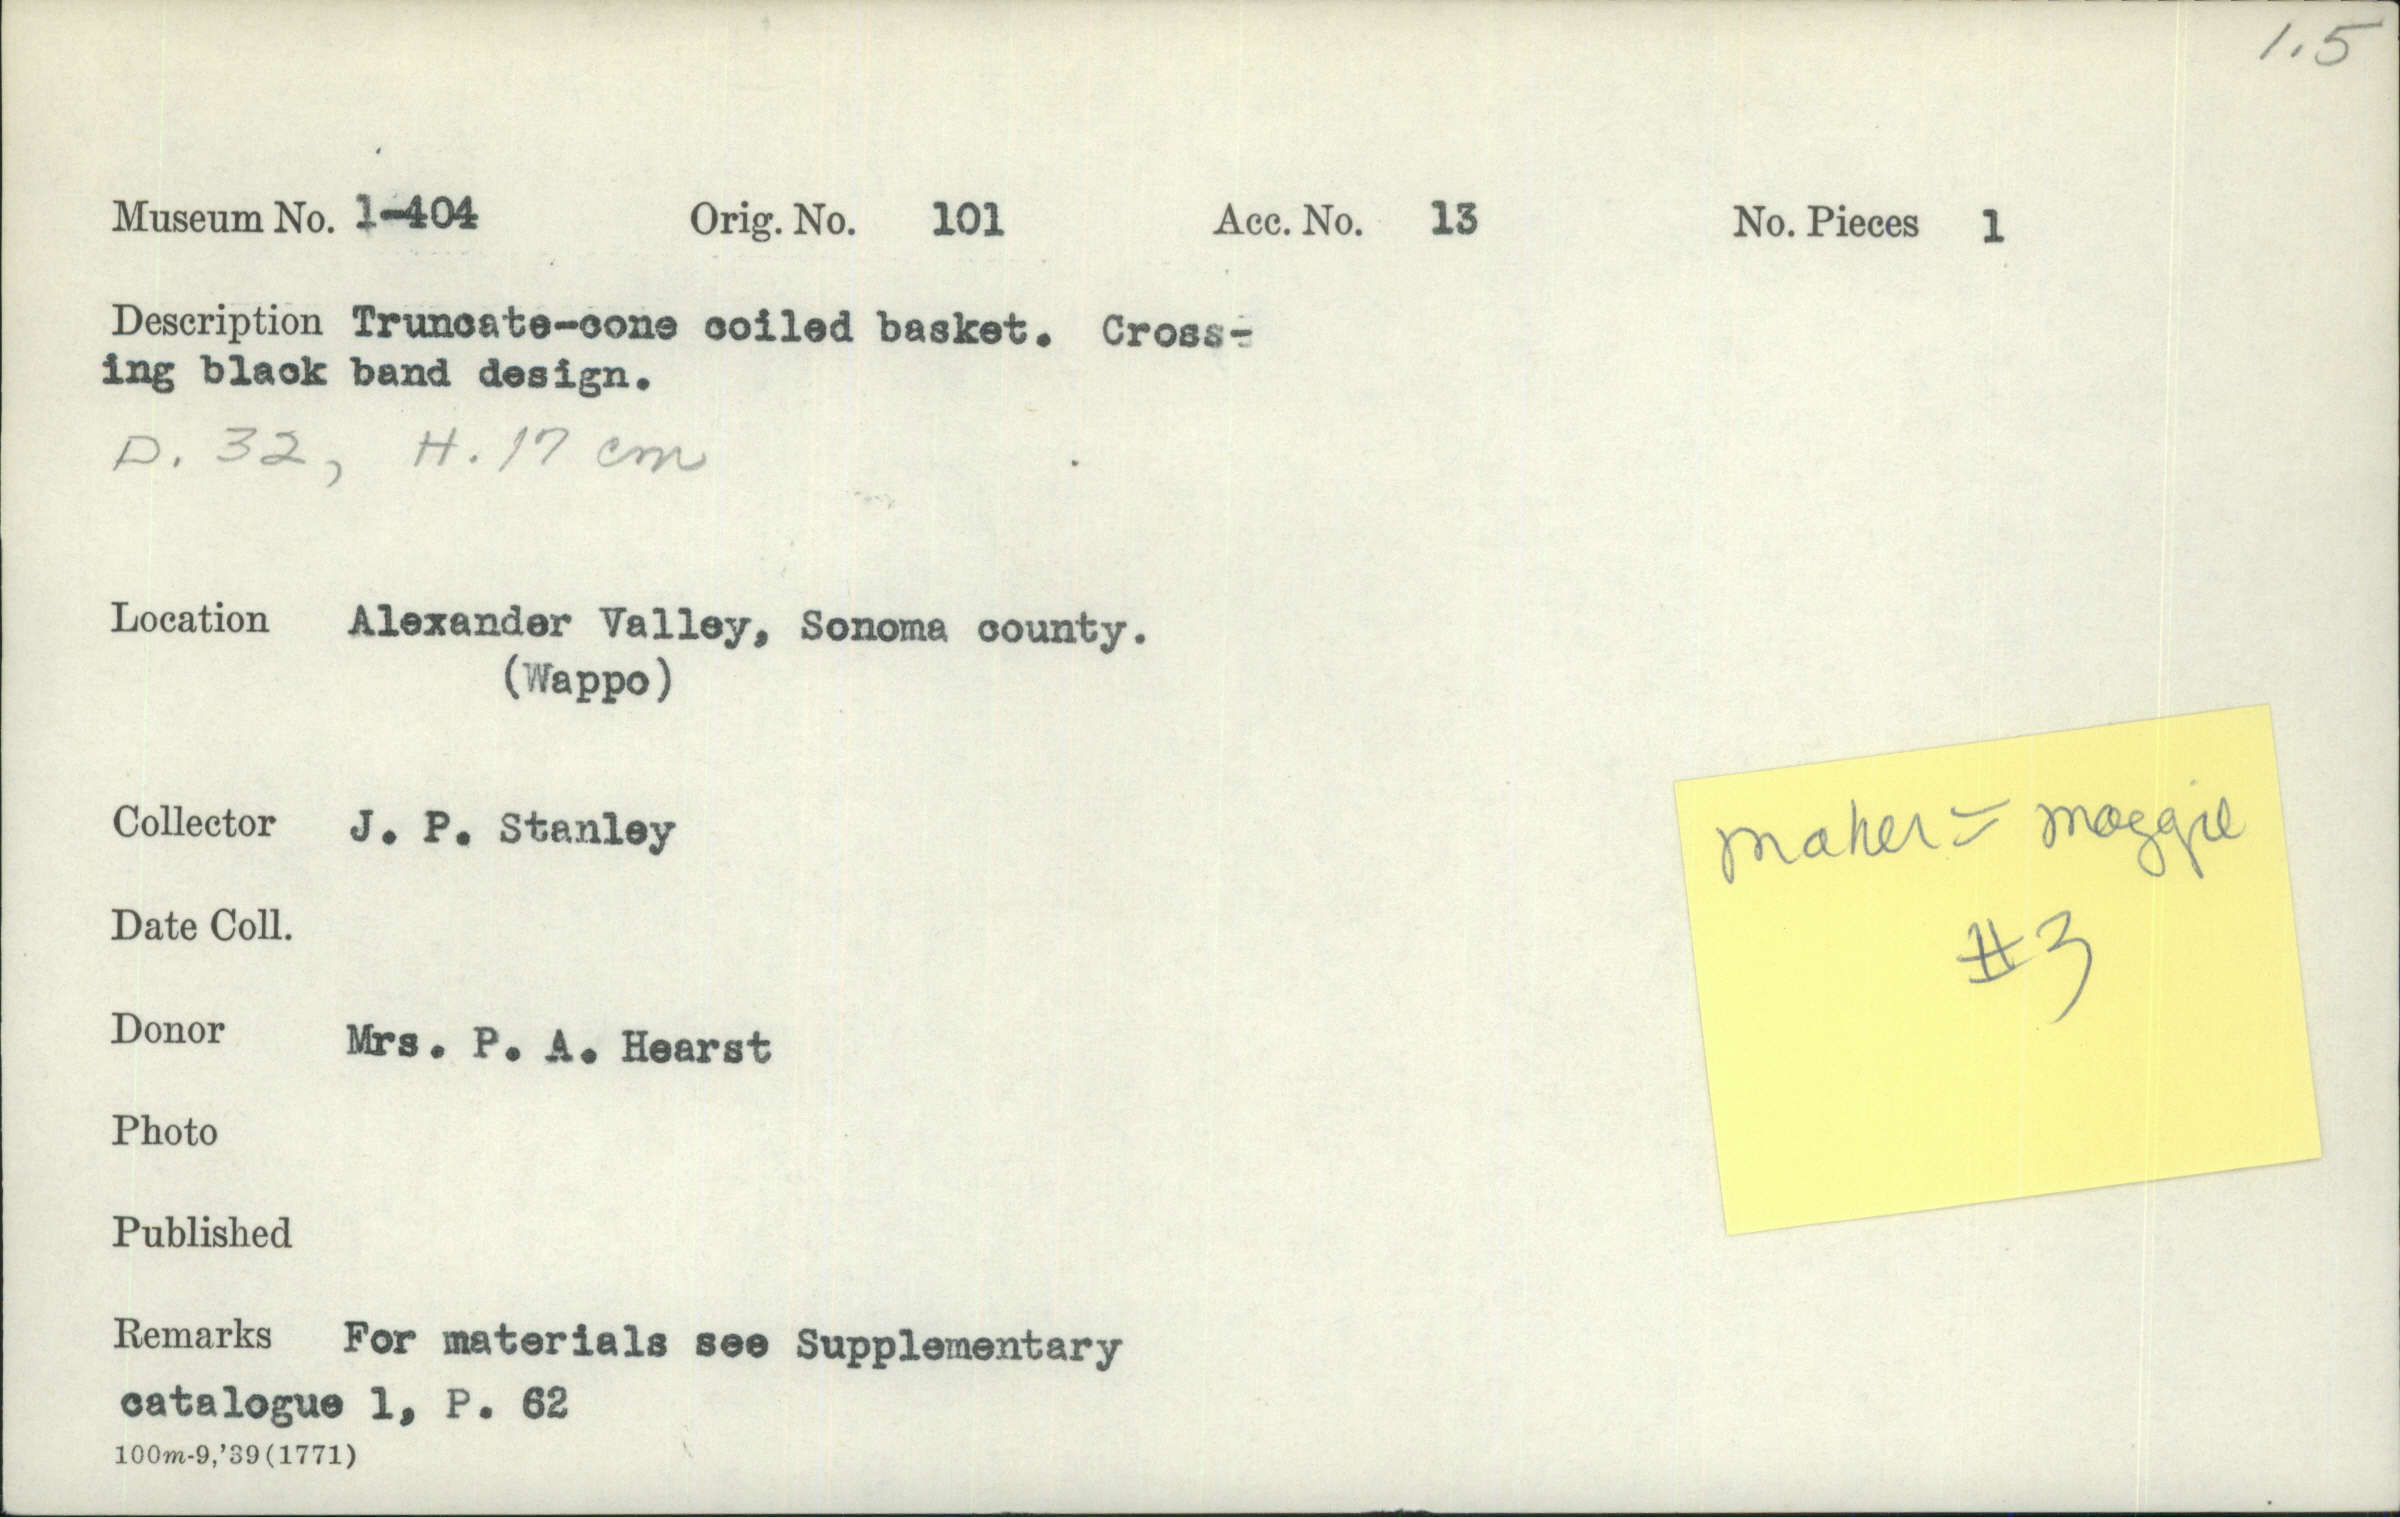 1.5
Museum No. 1-404 Orig. No. 101 Acc. No. 13 No. Pieces 1
Description Truncate-cone coiled basket. Cross-
ing black band design.
D. 32, H. 17 cm
Location Alexander Valley, Sonoma county.
(Wappo)
Collector J. P. Stanley
Date Coll.
Donor Mrs. P. A. Hearst
Photo
Published
Remarks For materials see Supplementary
catalogue 1, P. 62
100m-9,'39(1771)
maker = maggie
#3